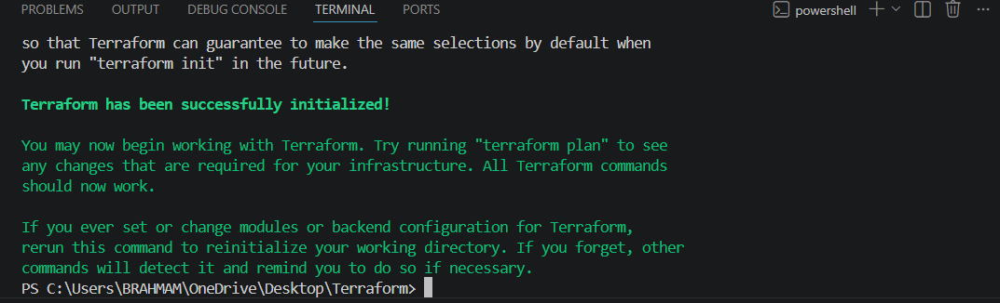 PROBLEMS OUTPUT DEBUG CONSOLE TERMINAL PORTS powershell
so that Terraform can guarantee to make the same selections by default when
you run "terraform init" in the future.
Terraform has been successfully initialized!
You may now begin working with Terraform. Try running "terraform plan" to see
any changes that are required for your infrastructure. All Terraform commands
should now work.
If you ever set or change modules or backend configuration for Terraform,
rerun this command to reinitialize your working directory. If you forget, other
commands will detect it and remind you to do so if necessary.
PS C:\Users\BRAHMAM\OneDrive\Desktop\Terraform>